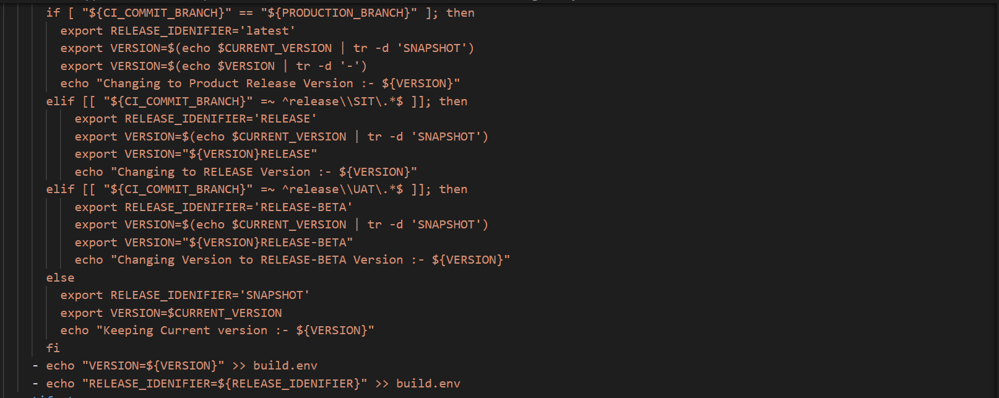 if [ "${CI_COMMIT_BRANCH}" == "${PRODUCTION_BRANCH}" ]; then
export RELEASE_IDENIFIER='latest'
export VERSION=$(echo $CURRENT_VERSION | tr -d 'SNAPSHOT')
export VERSION=$(echo $VERSION | tr -d '-')
echo "Changing to Product Release Version :- ${VERSION}"
elif [[ "${CI_COMMIT_BRANCH}" =~ ^release\\SIT\.*$ ]]; then
export RELEASE_IDENIFIER='RELEASE'
export VERSION=$(echo $CURRENT_VERSION | tr -d 'SNAPSHOT')
export VERSION="${VERSION}RELEASE"
echo "Changing to RELEASE Version :- ${VERSION}"
elif [[ "${CI_COMMIT_BRANCH}" =~ ^release\\UAT\.*$ ]]; then
export RELEASE_IDENIFIER='RELEASE-BETA'
export VERSION=$(echo $CURRENT_VERSION | tr -d 'SNAPSHOT')
export VERSION="${VERSION}RELEASE-BETA"
echo "Changing Version to RELEASE-BETA Version :- ${VERSION}"
else
export RELEASE_IDENIFIER='SNAPSHOT'
export VERSION=$CURRENT_VERSION
echo "Keeping Current version :- ${VERSION}"
fi
- echo "VERSION=${VERSION}" >> build.env
- echo "RELEASE_IDENIFIER=${RELEASE_IDENIFIER}" >> build.env